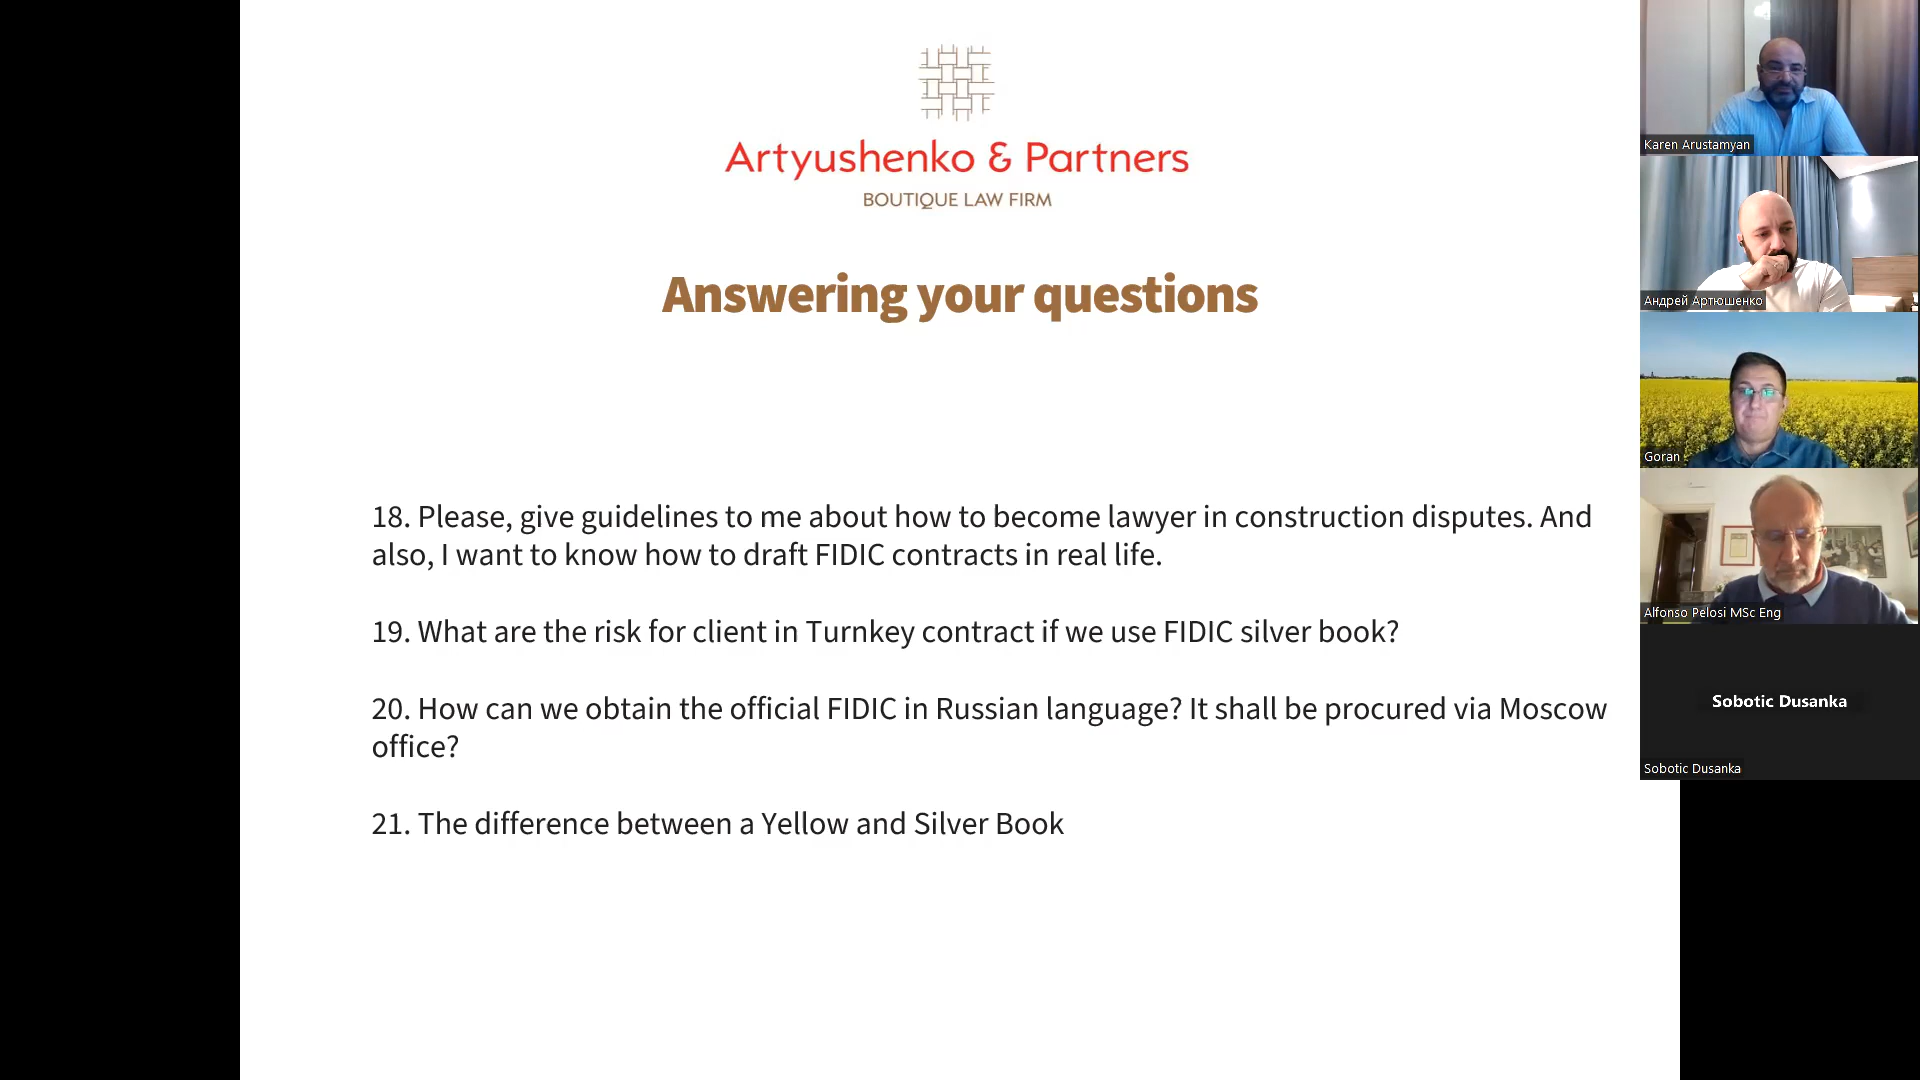 Artyushenko & Partners
BOUTIQUE LAW FIRM
Answering your questions
18. Please, give guidelines to me about how to become lawyer in construction disputes. And
also, I want to know how to draft FIDIC contracts in real life.
19. What are the risk for client in Turnkey contract if we use FIDIC silver book?
20. How can we obtain the official FIDIC in Russian language? It shall be procured via Moscow
office?
21. The difference between a Yellow and Silver Book
Karen Arustamyan
Андрей Артюшенко
Goran
Alfonso Pelosi MSc Eng
Sobotic Dusanka
Sobotic Dusanka